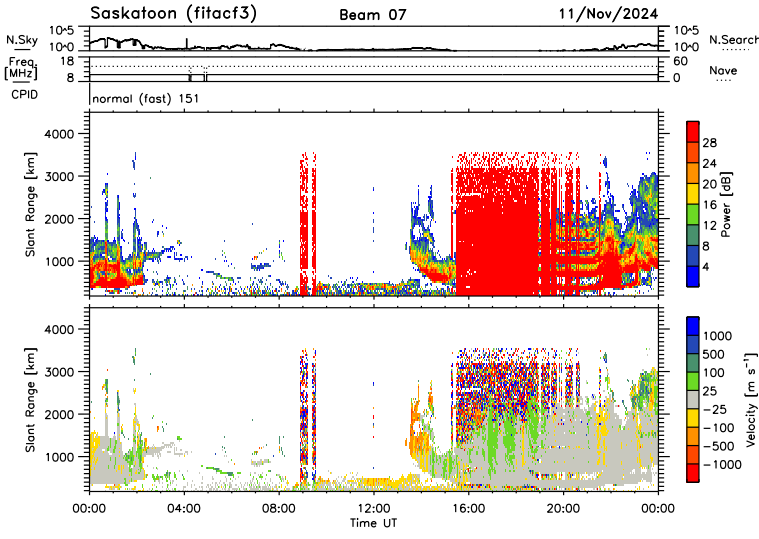 Saskatoon (fitacf3) Beam 07 11/Nov/2024
N.Sky 10^5 10^0 10^5 10^0 N.Search
Freq. [MHz] 18 8 60 0 Nave
CPID normal (fast) 151
Slant Range [km] 4000 3000 2000 1000
28 24 20 16 12 8 4 Power [dB]
Slant Range [km] 4000 3000 2000 1000
1000 500 100 25 −25 −100 −500 −1000 Velocity [m s^-1]
00:00 04:00 08:00 12:00 16:00 20:00 00:00
Time UT